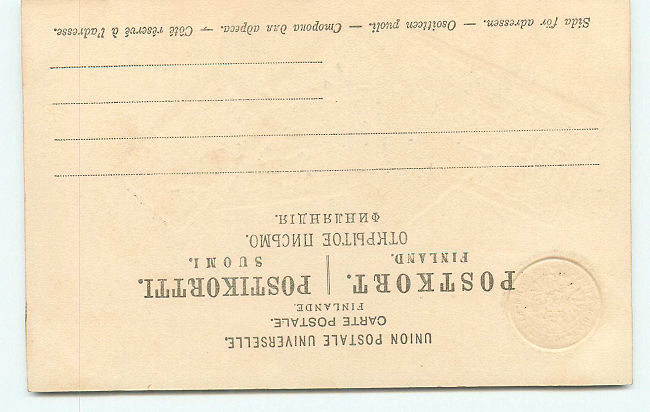 UNION POSTALE UNIVERSELLE.
CARTE POSTALE.
FINLANDE.
POSTKORT. | POSTIKORTTI.
FINLAND. SUOMI.
ОТКРЫТОЕ ПИСЬМО.
ФИНЛЯНДІЯ.
Sida för adressen. — Osoitteen puoli. — Сторона для адреса. — Côté réservé à l'adresse.